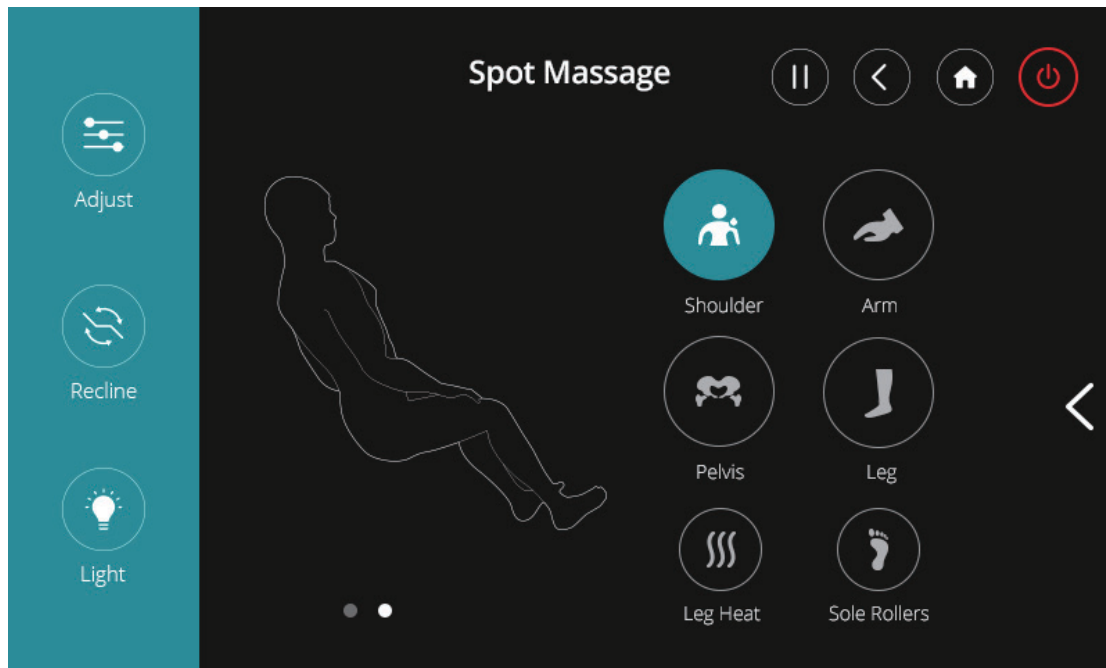 Spot Massage
Adjust
Recline
Light
Shoulder
Arm
Pelvis
Leg
Leg Heat
Sole Rollers